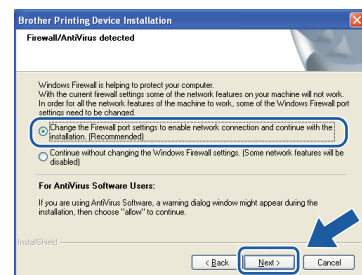 Brother Printing Device Installation
Firewall/AntiVirus detected
Windows Firewall is helping to protect your computer.
With the current firewall settings some of the network features on your machine will not work.
In order for all the network features of the machine to work, some of the Windows Firewall port
settings need to be changed.
Change the Firewall port settings to enable network connection and continue with the
installation. (Recommended)
Continue without changing the Windows Firewall settings. (Some network features will be
disabled)
For AntiVirus Software Users:
If you are using AntiVirus Software, a warning dialog window might appear during the
installation, then choose "allow" to continue.
InstallShield
< Back Next > Cancel